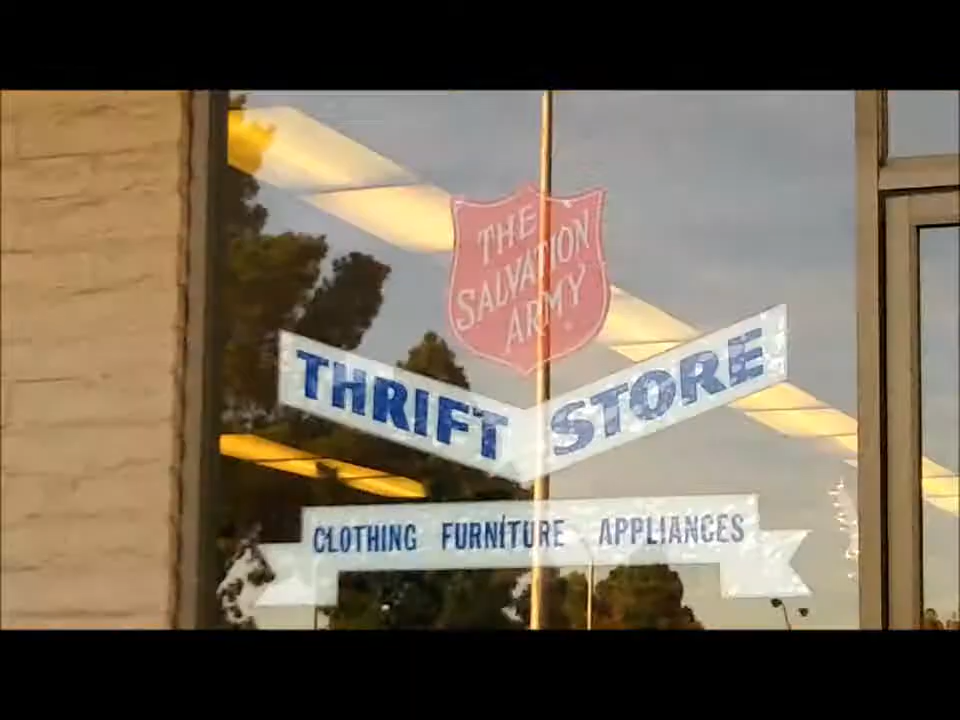 THE
SALVATION
ARMY
THRIFT STORE
CLOTHING FURNITURE APPLIANCES